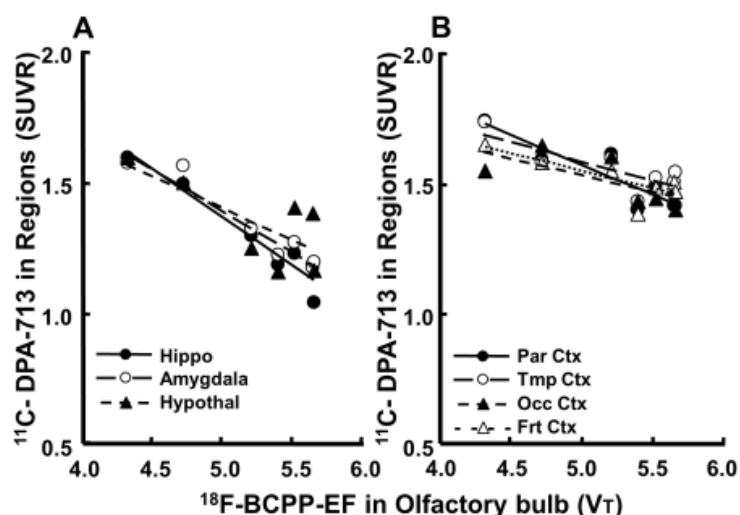 A
B
¹¹C- DPA-713 in Regions (SUVR)
2.0
1.5
1.0
0.5
Hippo
Amygdala
Hypothal
4.0 4.5 5.0 5.5 6.0
¹¹C- DPA-713 in Regions (SUVR)
2.0
1.5
1.0
0.5
Par Ctx
Tmp Ctx
Occ Ctx
Frt Ctx
4.0 4.5 5.0 5.5 6.0
¹⁸F-BCPP-EF in Olfactory bulb (VT)